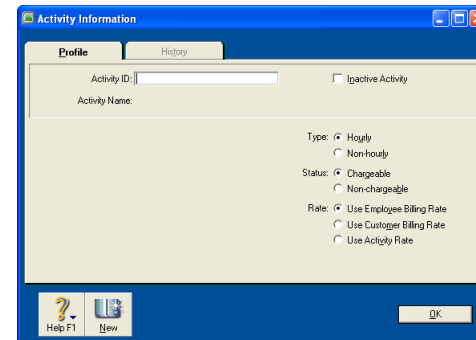 Activity Information
Profile History
Activity ID: Inactive Activity
Activity Name:
Type: Hourly
Non-hourly
Status: Chargeable
Non-chargeable
Rate: Use Employee Billing Rate
Use Customer Billing Rate
Use Activity Rate
Help F1 New OK